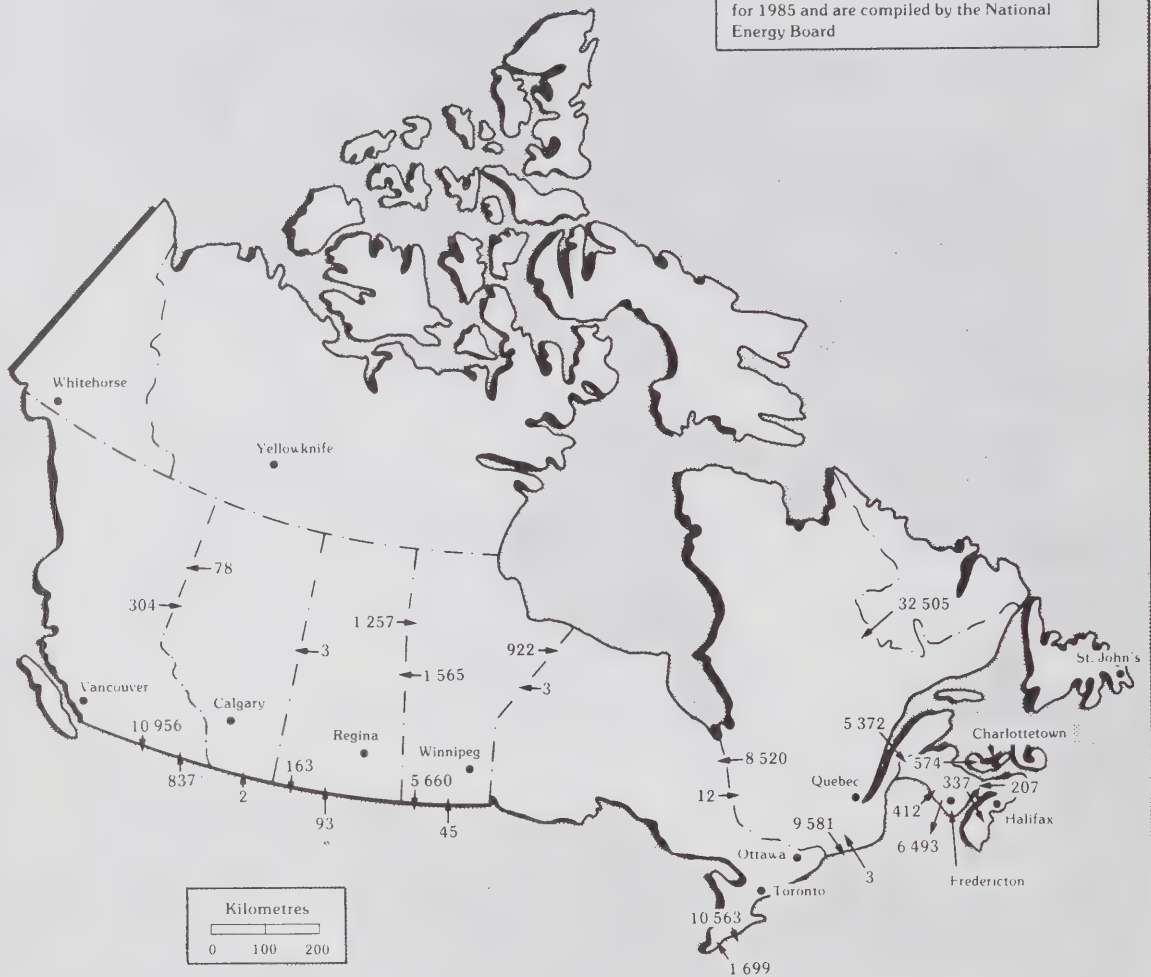 for 1985 and are compiled by the National
Energy Board
Whitehorse
Yellowknife
78
304
32 505
1 257
922
3
1 565
3
St. John's
Vancouver
Calgary
10 956
5 372
Charlottetown
Regina
Winnipeg
8 520
574
163
5 660
Quebec
337
207
837
2
12
412
Halifax
93
45
9 581
6 493
Ottawa
3
Fredericton
Toronto
Kilometres
0 100 200
10 563
1 699